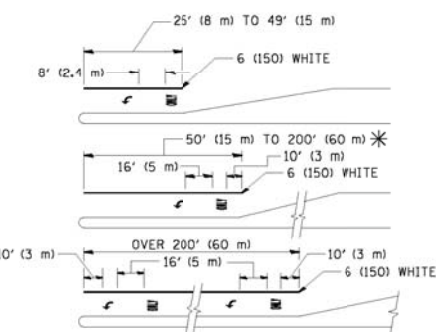 25' (8 m) TO 49' (15 m)
6 (150) WHITE
8' (2.4 m)
50' (15 m) TO 200' (60 m) *
10' (3 m)
16' (5 m)
6 (150) WHITE
OVER 200' (60 m)
10' (3 m)
16' (5 m)
10' (3 m)
6 (150) WHITE